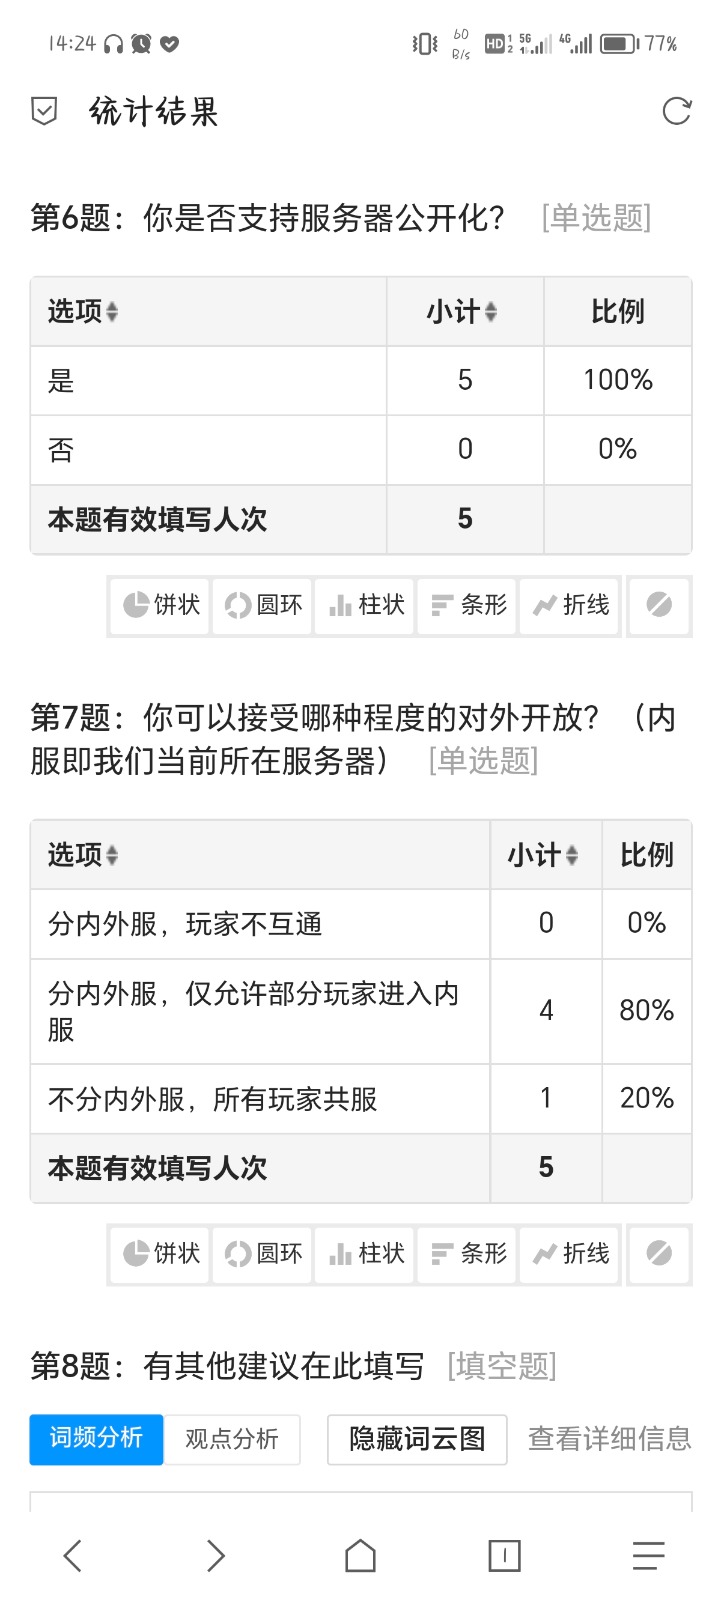 14:24 60 B/s HD 1 2 5G 4G 77%
统计结果
第6题：你是否支持服务器公开化？ [单选题]
选项 小计 比例
是 5 100%
否 0 0%
本题有效填写人次 5
饼状 圆环 柱状 条形 折线
第7题：你可以接受哪种程度的对外开放？（内
服即我们当前所在服务器） [单选题]
选项 小计 比例
分内外服，玩家不互通 0 0%
分内外服，仅允许部分玩家进入内
服 4 80%
不分内外服，所有玩家共服 1 20%
本题有效填写人次 5
饼状 圆环 柱状 条形 折线
第8题：有其他建议在此填写 [填空题]
词频分析 观点分析 隐藏词云图 查看详细信息
1